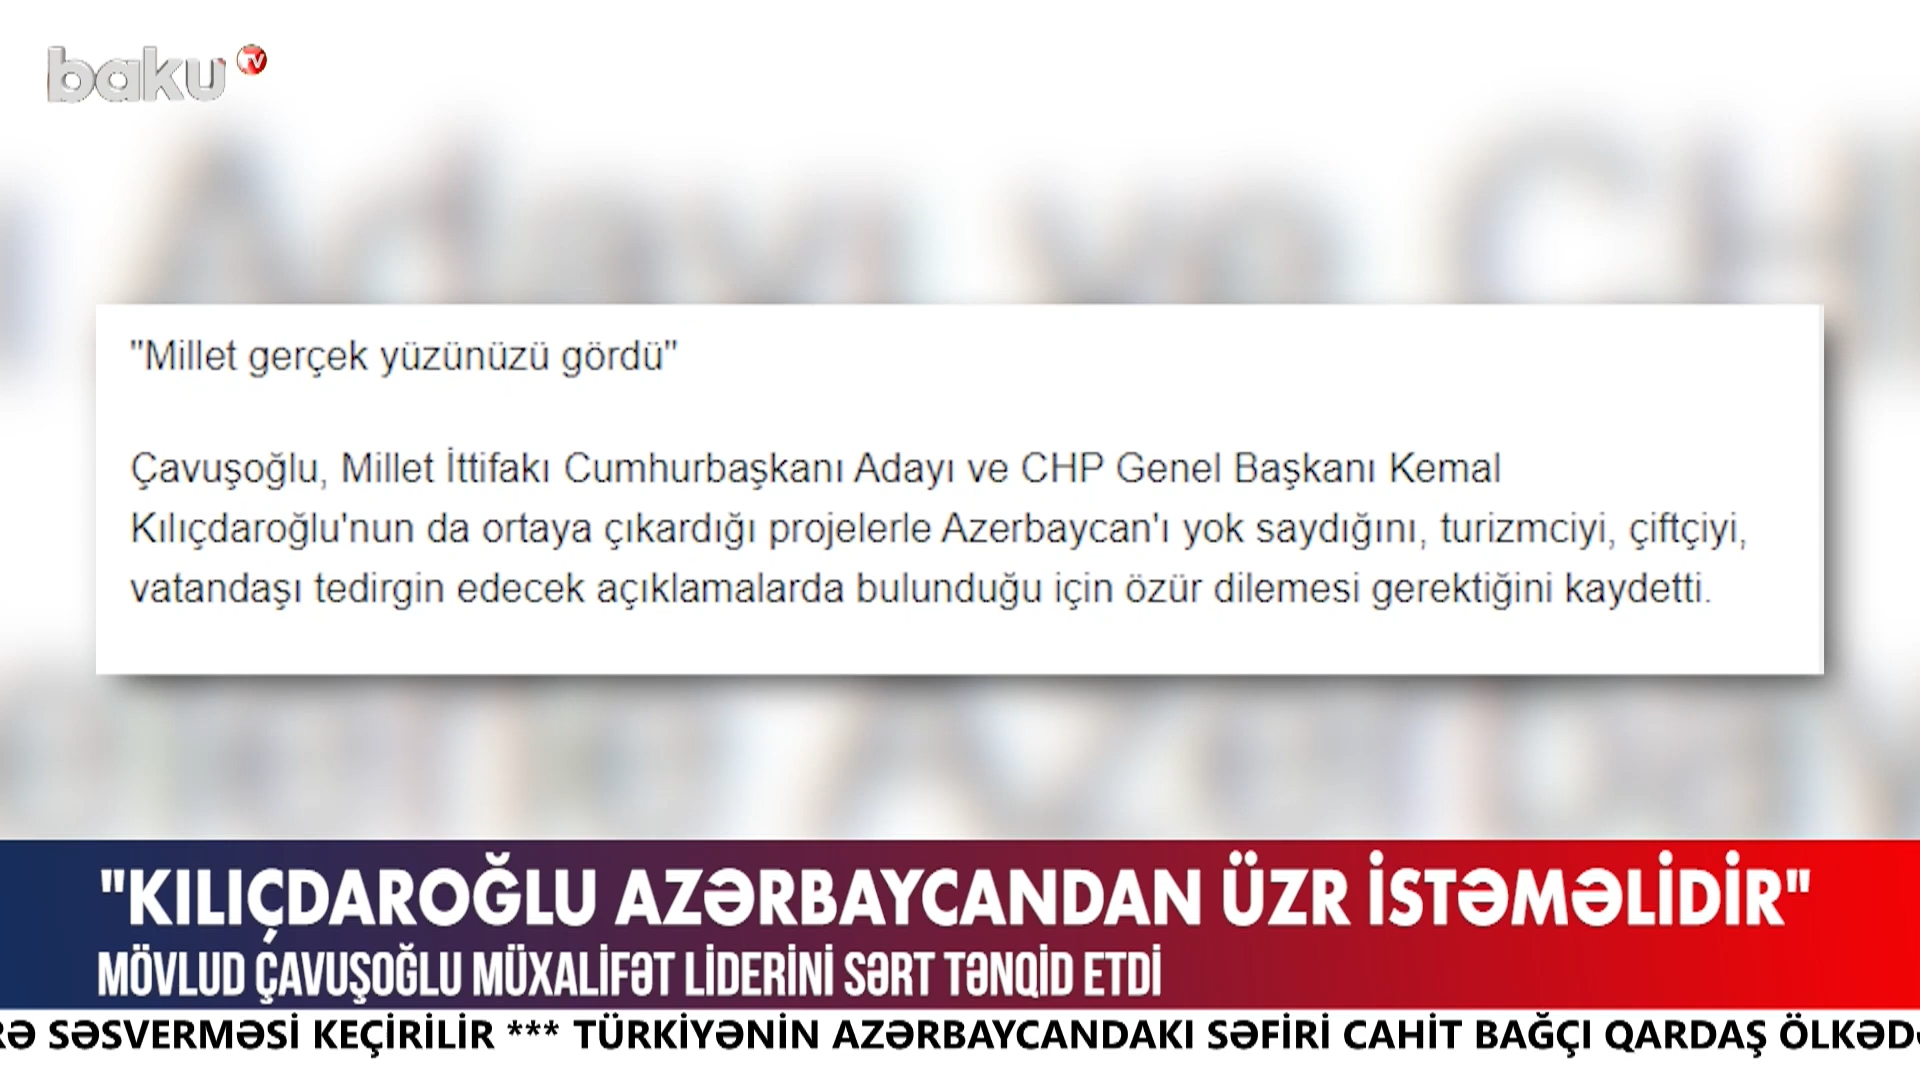 baku TV
"Millet gerçek yüzünüzü gördü"
Çavuşoğlu, Millet İttifakı Cumhurbaşkanı Adayı ve CHP Genel Başkanı Kemal
Kılıçdaroğlu'nun da ortaya çıkardığı projelerle Azerbaycan'ı yok saydığını, turizmciyi, çiftçiyi,
vatandaşı tedirgin edecek açıklamalarda bulunduğu için özür dilemesi gerektiğini kaydetti.
"KILIÇDAROĞLU AZƏRBAYCANDAN ÜZR İSTƏMƏLİDİR"
MÖVLUD ÇAVUŞOĞLU MÜXALİFƏT LİDERİNİ SƏRT TƏNQİD ETDİ
SƏSVERMƏSİ KEÇİRİLİR *** TÜRKİYƏNİN AZƏRBAYCANDAKI SƏFİRİ CAHİT BAĞÇI QARDAŞ